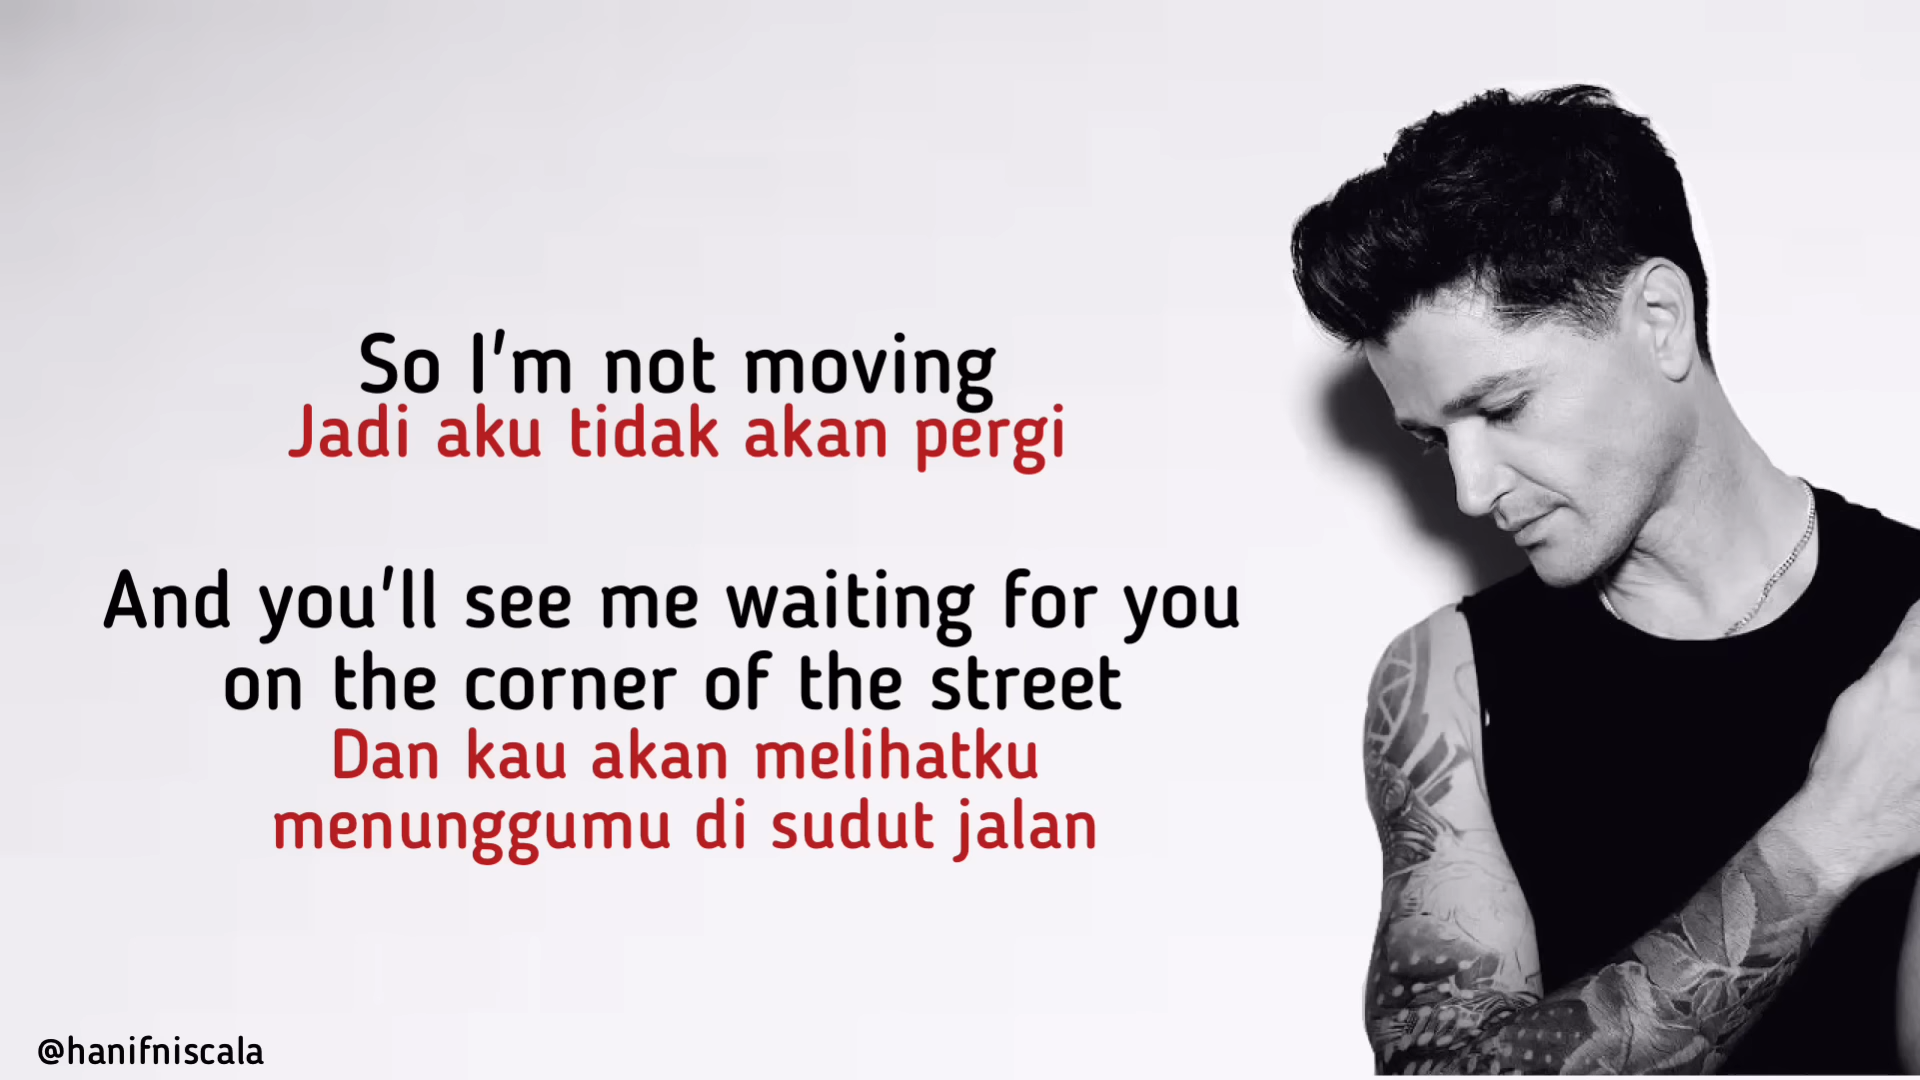 So I'm not moving
Jadi aku tidak akan pergi
And you'll see me waiting for you
on the corner of the street
Dan kau akan melihatku
menunggumu di sudut jalan
@hanifniscala